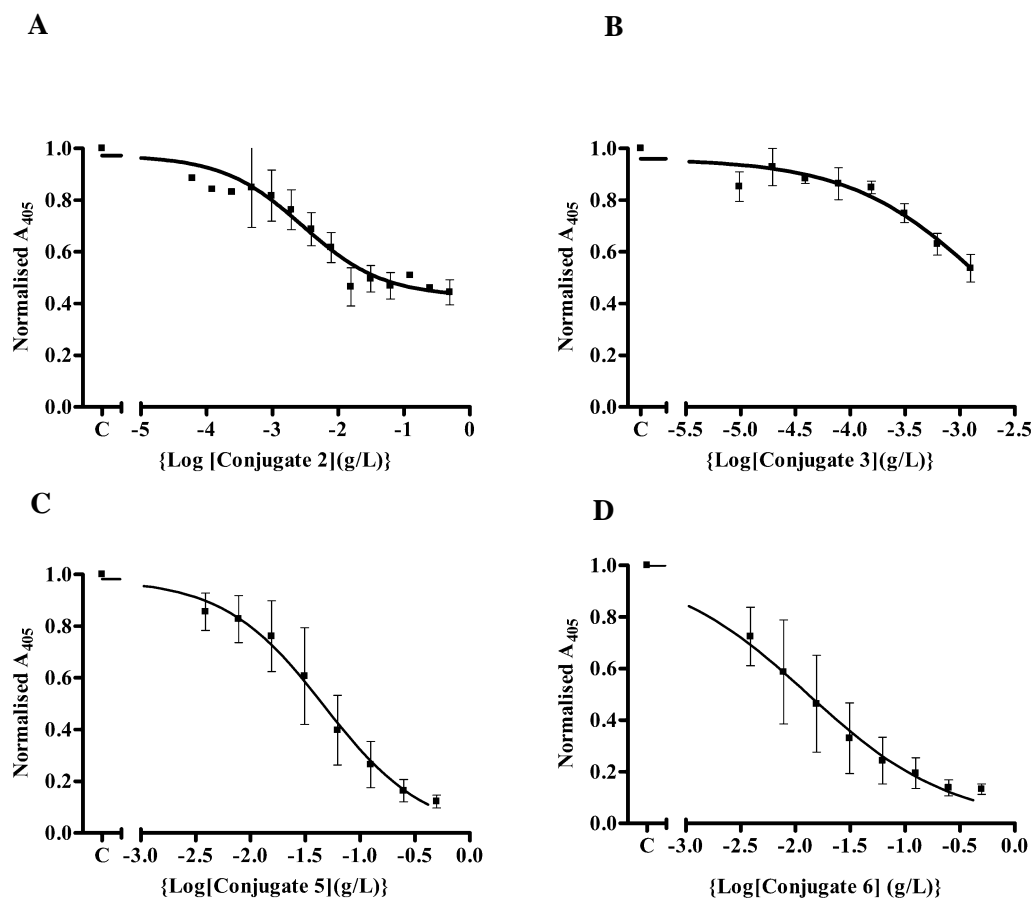 A
B
1.0
0.8
0.6
0.4
0.2
0.0
Normalised A405
C
-5 -4 -3 -2 -1 0
{Log [Conjugate 2](g/L)}
1.0
0.8
0.6
0.4
0.2
0.0
Normalised A405
C
-5.5 -5.0 -4.5 -4.0 -3.5 -3.0 -2.5
{Log[Conjugate 3](g/L)}
C
D
1.0
0.8
0.6
0.4
0.2
0.0
Normalised A405
C
-3.0 -2.5 -2.0 -1.5 -1.0 -0.5 0.0
{Log[Conjugate 5](g/L)}
1.0
0.8
0.6
0.4
0.2
0.0
Normalised A405
C
-3.0 -2.5 -2.0 -1.5 -1.0 -0.5 0.0
{Log[Conjugate 6] (g/L)}